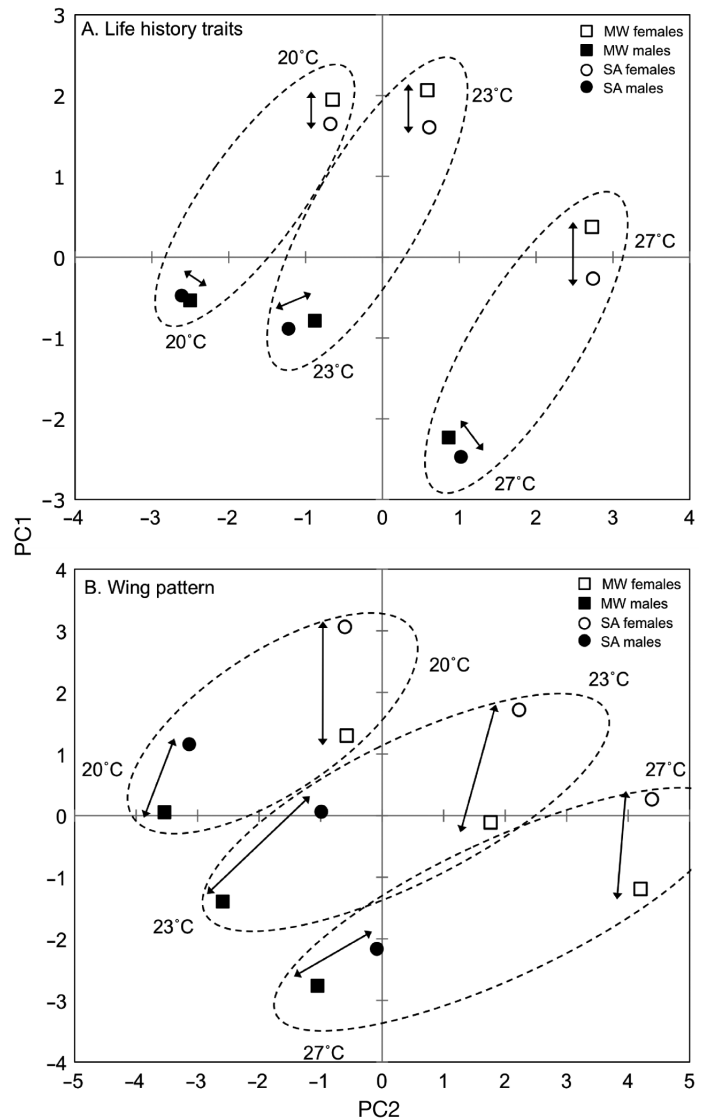 3
A. Life history traits
MW females
MW males
SA females
SA males
20˚C
23˚C
2
1
0
27˚C
20˚C
23˚C
−1
−2
27˚C
−3
−4 −3 −2 −1 0 1 2 3 4
PC1
4
B. Wing pattern
MW females
MW males
SA females
SA males
3
20˚C
23˚C
2
1
20˚C
27˚C
0
−1
23˚C
−2
−3
27˚C
−4
−5 −4 −3 −2 −1 0 1 2 3 4 5
PC2